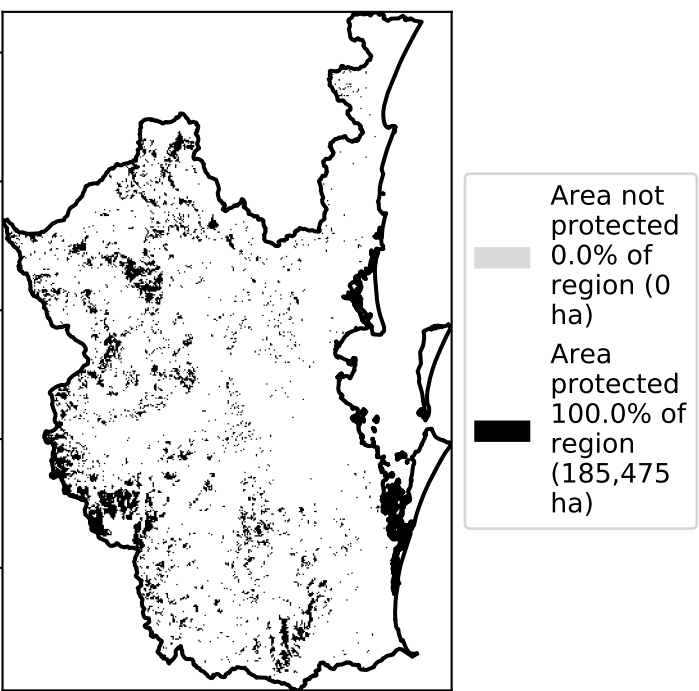 Area not
protected
0.0% of
region (0
ha)
Area
protected
100.0% of
region
(185,475
ha)